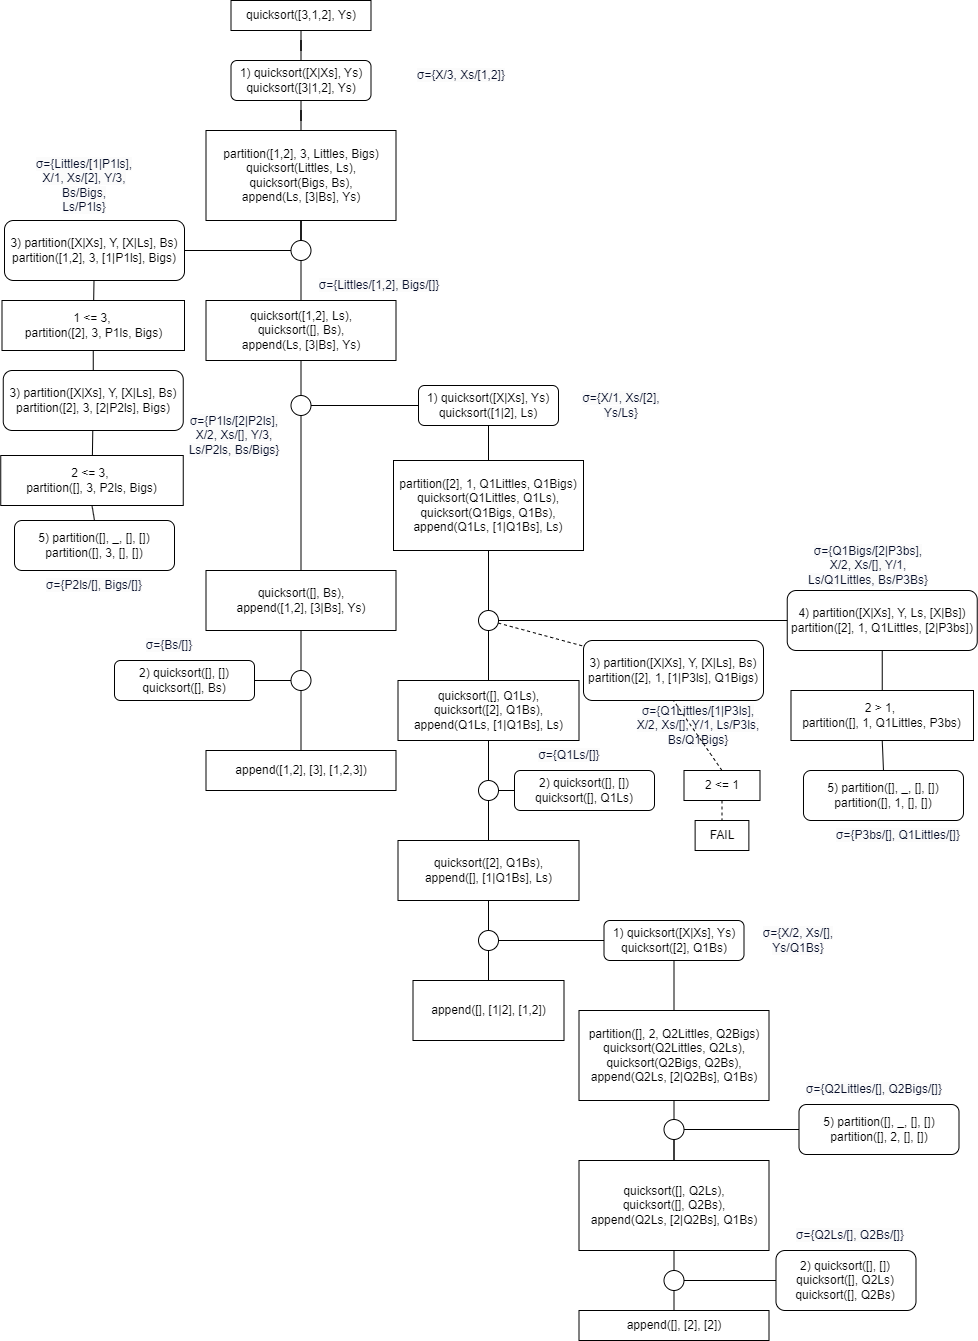 quicksort([3,1,2], Ys)
1) quicksort([X|Xs], Ys)
quicksort([3|1,2], Ys)
σ={X/3, Xs/[1,2]}
partition([1,2], 3, Littles, Bigs)
quicksort(Littles, Ls),
quicksort(Bigs, Bs),
append(Ls, [3|Bs], Ys)
σ={Littles/[1|P1ls],
X/1, Xs/[2], Y/3,
Bs/Bigs,
Ls/P1ls}
3) partition([X|Xs], Y, [X|Ls], Bs)
partition([1,2], 3, [1|P1ls], Bigs)
1 <= 3,
partition([2], 3, P1ls, Bigs)
3) partition([X|Xs], Y, [X|Ls], Bs)
partition([2], 3, [2|P2ls], Bigs)
σ={P1ls/[2|P2ls],
X/2, Xs/[], Y/3,
Ls/P2ls, Bs/Bigs}
2 <= 3,
partition([], 3, P2ls, Bigs)
5) partition([], _, [], [])
partition([], 3, [], [])
σ={P2ls/[], Bigs/[]}
σ={Littles/[1,2], Bigs/[]}
quicksort([1,2], Ls),
quicksort([], Bs),
append(Ls, [3|Bs], Ys)
1) quicksort([X|Xs], Ys)
quicksort([1|2], Ls)
σ={X/1, Xs/[2],
Ys/Ls}
partition([2], 1, Q1Littles, Q1Bigs)
quicksort(Q1Littles, Q1Ls),
quicksort(Q1Bigs, Q1Bs),
append(Q1Ls, [1|Q1Bs], Ls)
σ={Q1Bigs/[2|P3bs],
X/2, Xs/[], Y/1,
Ls/Q1Littles, Bs/P3Bs}
4) partition([X|Xs], Y, Ls, [X|Bs])
partition([2], 1, Q1Littles, [2|P3bs])
2 > 1,
partition([], 1, Q1Littles, P3bs)
5) partition([], _, [], [])
partition([], 1, [], [])
σ={P3bs/[], Q1Littles/[]}
3) partition([X|Xs], Y, [X|Ls], Bs)
partition([2], 1, [1|P3ls], Q1Bigs)
σ={Q1Littles/[1|P3ls],
X/2, Xs/[], Y/1, Ls/P3ls,
Bs/Q1Bigs}
2 <= 1
FAIL
quicksort([], Q1Ls),
quicksort([2], Q1Bs),
append(Q1Ls, [1|Q1Bs], Ls)
σ={Q1Ls/[]}
2) quicksort([], [])
quicksort([], Q1Ls)
quicksort([], Bs),
append([1,2], [3|Bs], Ys)
σ={Bs/[]}
2) quicksort([], [])
quicksort([], Bs)
append([1,2], [3], [1,2,3])
quicksort([2], Q1Bs),
append([], [1|Q1Bs], Ls)
1) quicksort([X|Xs], Ys)
quicksort([2], Q1Bs)
σ={X/2, Xs/[],
Ys/Q1Bs}
append([], [1|2], [1,2])
partition([], 2, Q2Littles, Q2Bigs)
quicksort(Q2Littles, Q2Ls),
quicksort(Q2Bigs, Q2Bs),
append(Q2Ls, [2|Q2Bs], Q1Bs)
σ={Q2Littles/[], Q2Bigs/[]}
5) partition([], _, [], [])
partition([], 2, [], [])
quicksort([], Q2Ls),
quicksort([], Q2Bs),
append(Q2Ls, [2|Q2Bs], Q1Bs)
σ={Q2Ls/[], Q2Bs/[]}
2) quicksort([], [])
quicksort([], Q2Ls)
quicksort([], Q2Bs)
append([], [2], [2])